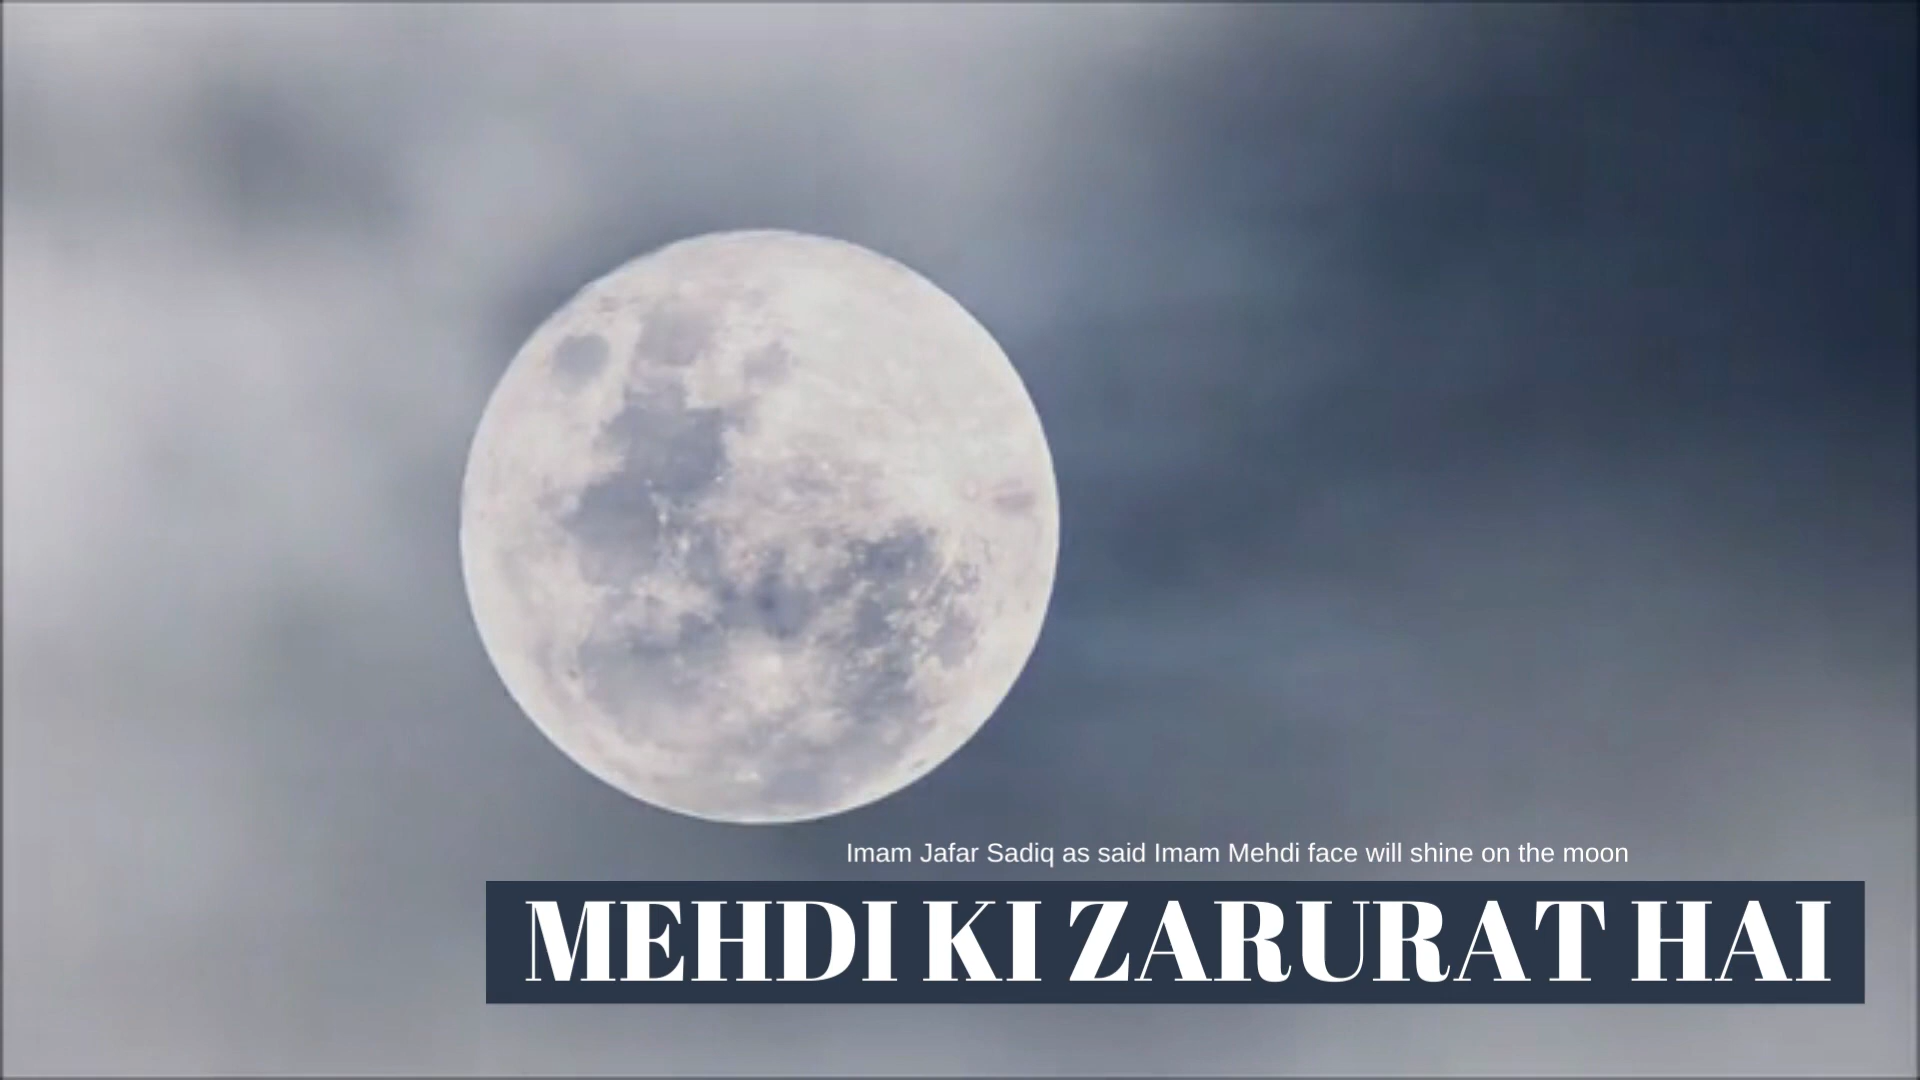 Imam Jafar Sadiq as said Imam Mehdi face will shine on the moon
MEHDI KI ZARURAT HAI